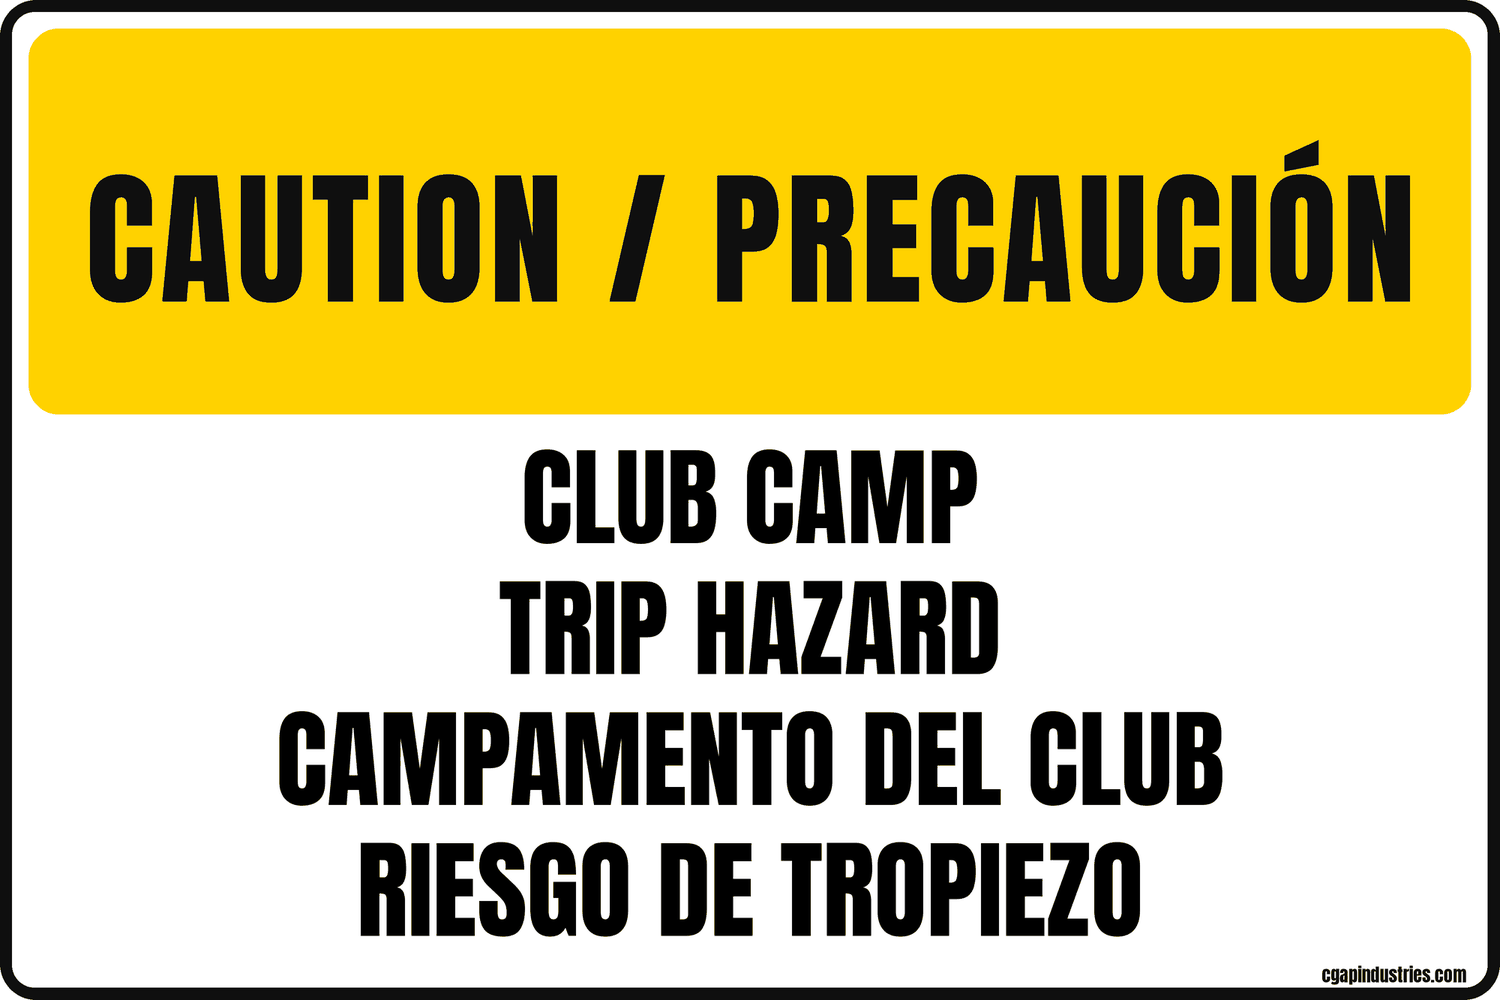 CAUTION / PRECAUCIÓN
CLUB CAMP
TRIP HAZARD
CAMPAMENTO DEL CLUB
RIESGO DE TROPIEZO
cgapindustries.com